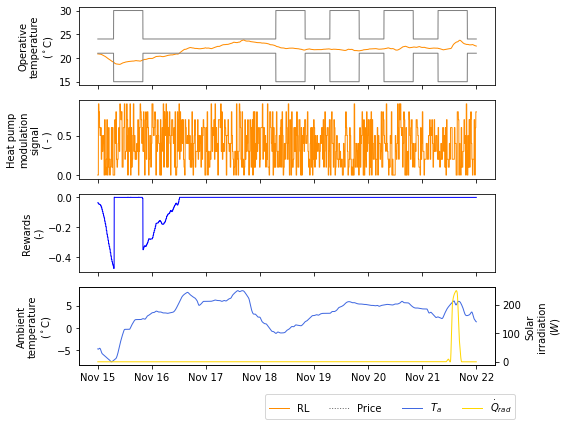 Operative
temperature
(°C)
30
25
20
15
Heat pump
modulation
signal
( - )
0.5
0.0
Rewards
(-)
0.0
−0.2
−0.4
Ambient
temperature
(°C)
5
0
−5
200
100
0
Solar
irradiation
(W)
Nov 15 Nov 16 Nov 17 Nov 18 Nov 19 Nov 20 Nov 21 Nov 22
RL Price Tₐ Q̇rad